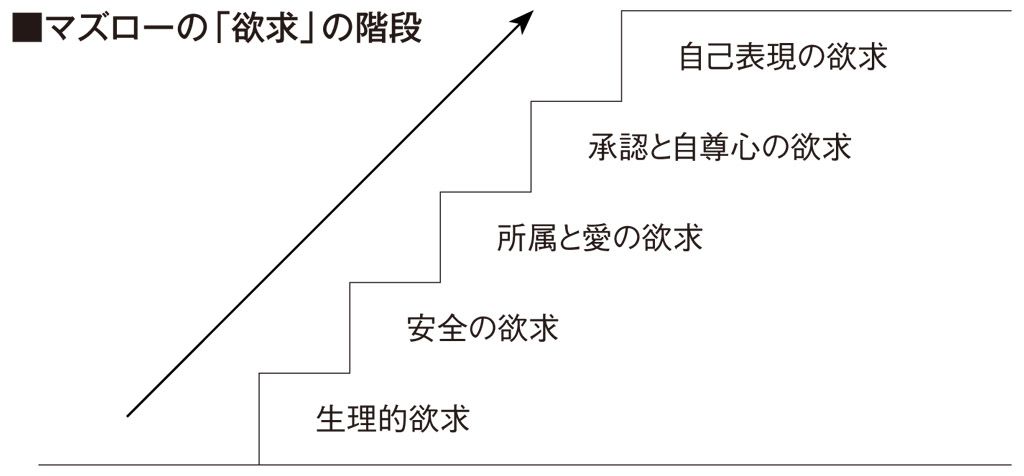 ■マズローの「欲求」の階段
自己表現の欲求
承認と自尊心の欲求
所属と愛の欲求
安全の欲求
生理的欲求